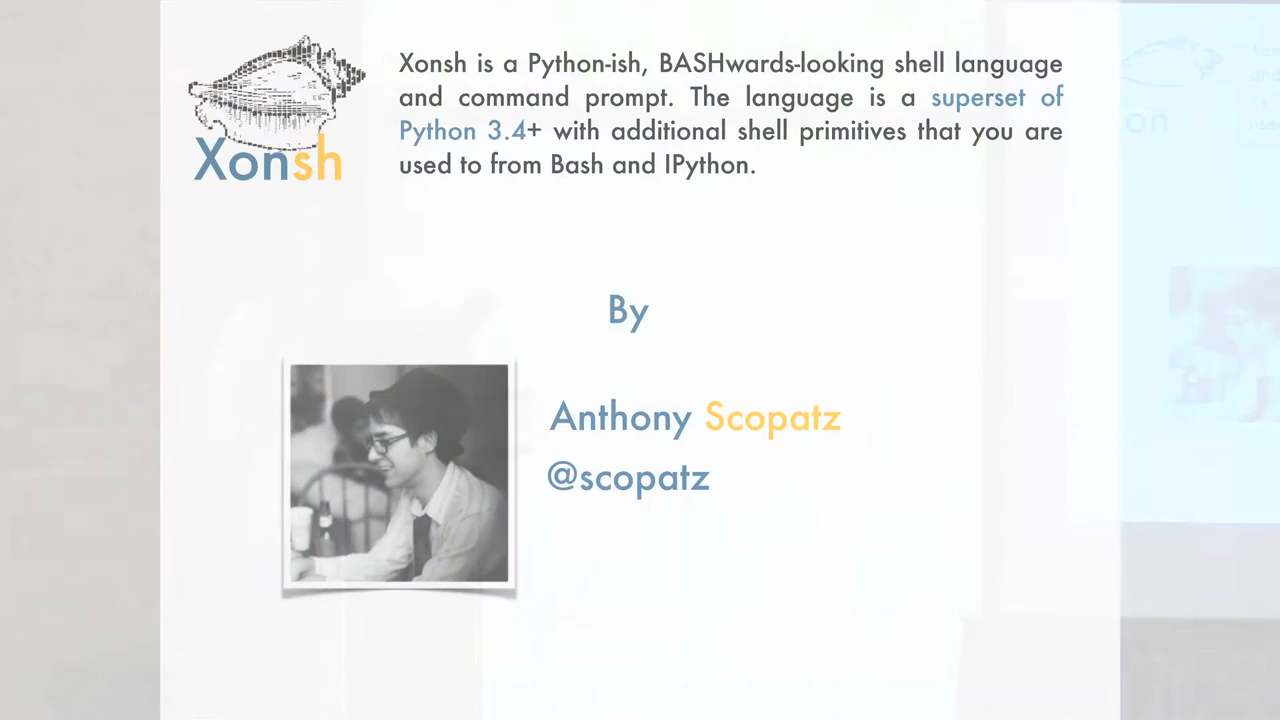 Xonsh
Xonsh is a Python-ish, BASHwards-looking shell language
and command prompt. The language is a superset of
Python 3.4+ with additional shell primitives that you are
used to from Bash and IPython.
By
Anthony Scopatz
@scopatz